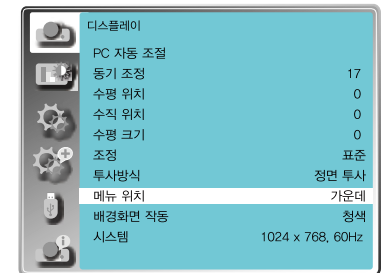 디스플레이
PC 자동 조절
동기 조정 17
수평 위치 0
수직 위치 0
수평 크기 0
조정 표준
투사방식 정면 투사
메뉴 위치 가운데
배경화면 작동 청색
시스템 1024 x 768, 60Hz